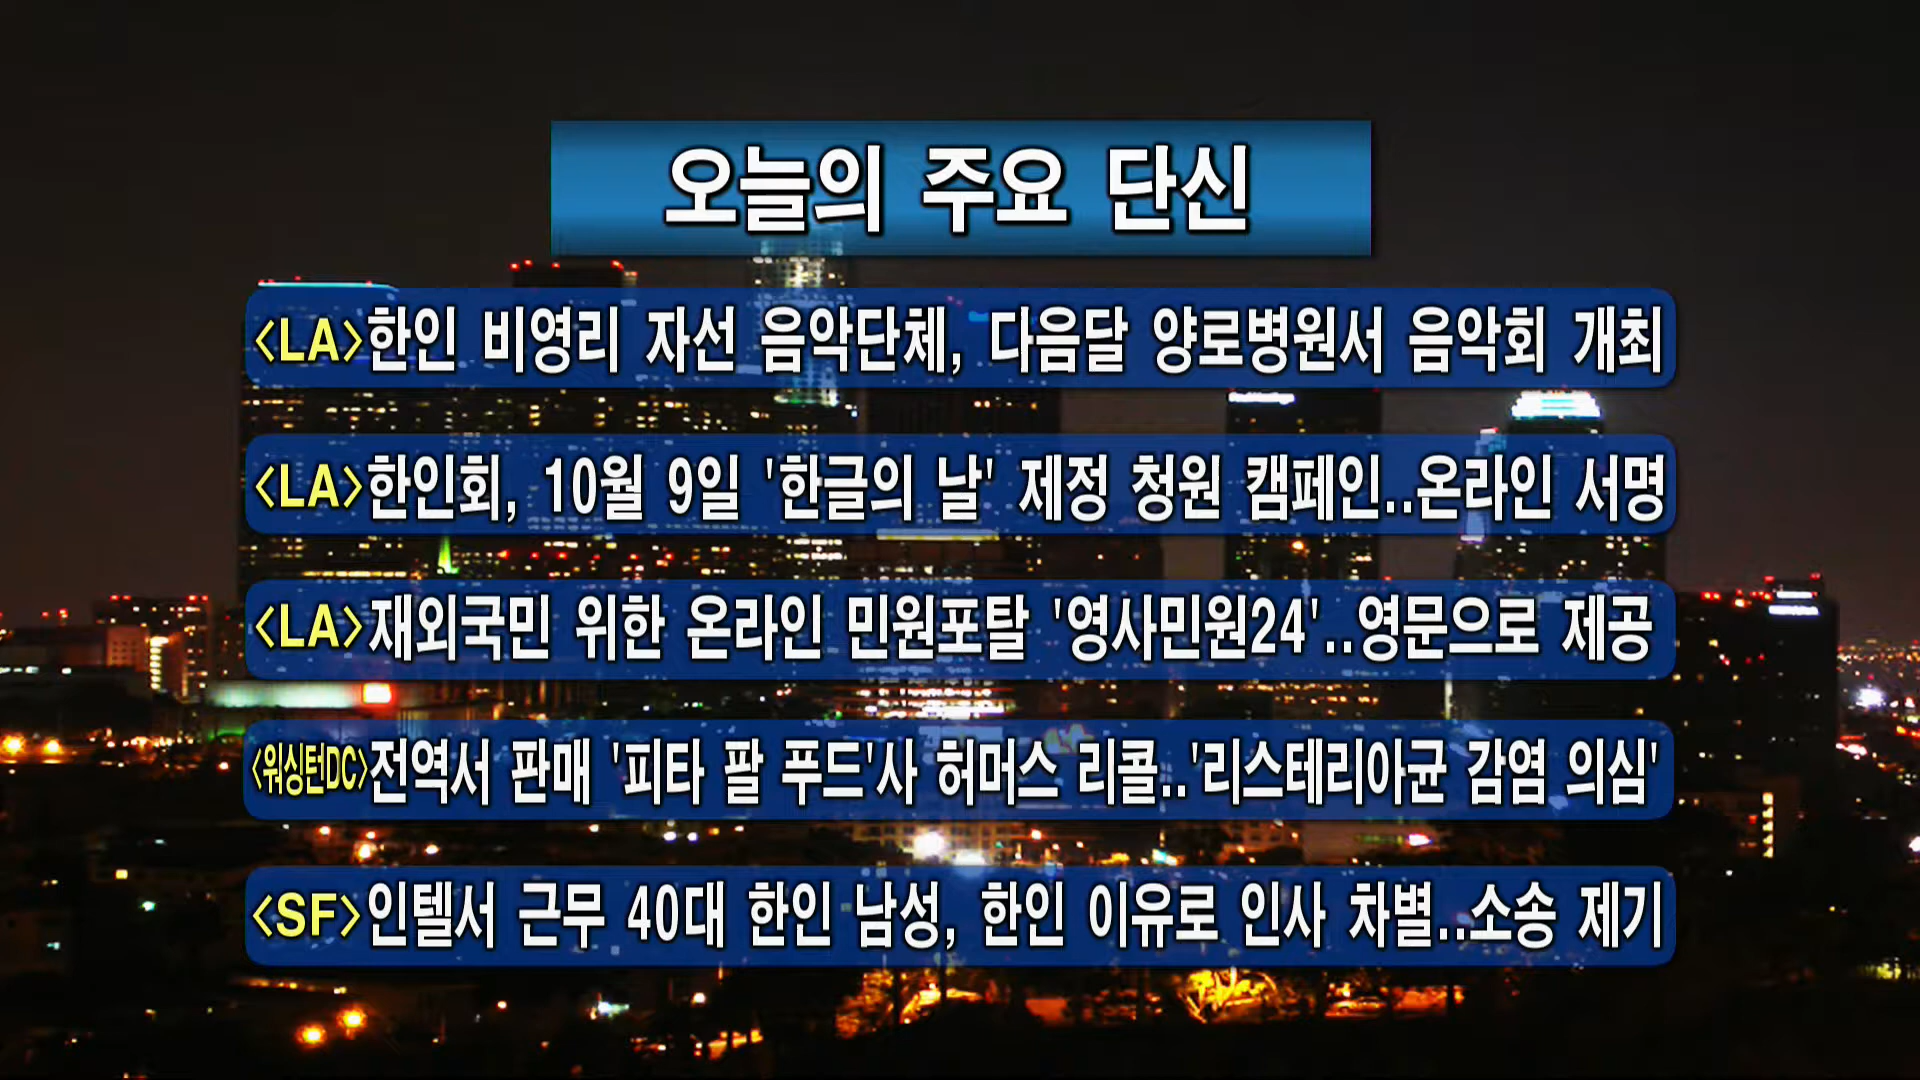 오늘의 주요 단신
<LA>한인 비영리 자선 음악단체, 다음달 양로병원서 음악회 개최
<LA>한인회, 10월 9일 '한글의 날' 제정 청원 캠페인..온라인 서명
<LA>재외국민 위한 온라인 민원포탈 '영사민원24'..영문으로 제공
<워싱턴DC>전역서 판매 '피타 팔 푸드'사 허머스 리콜..'리스테리아균 감염 의심'
<SF>인텔서 근무 40대 한인 남성, 한인 이유로 인사 차별..소송 제기